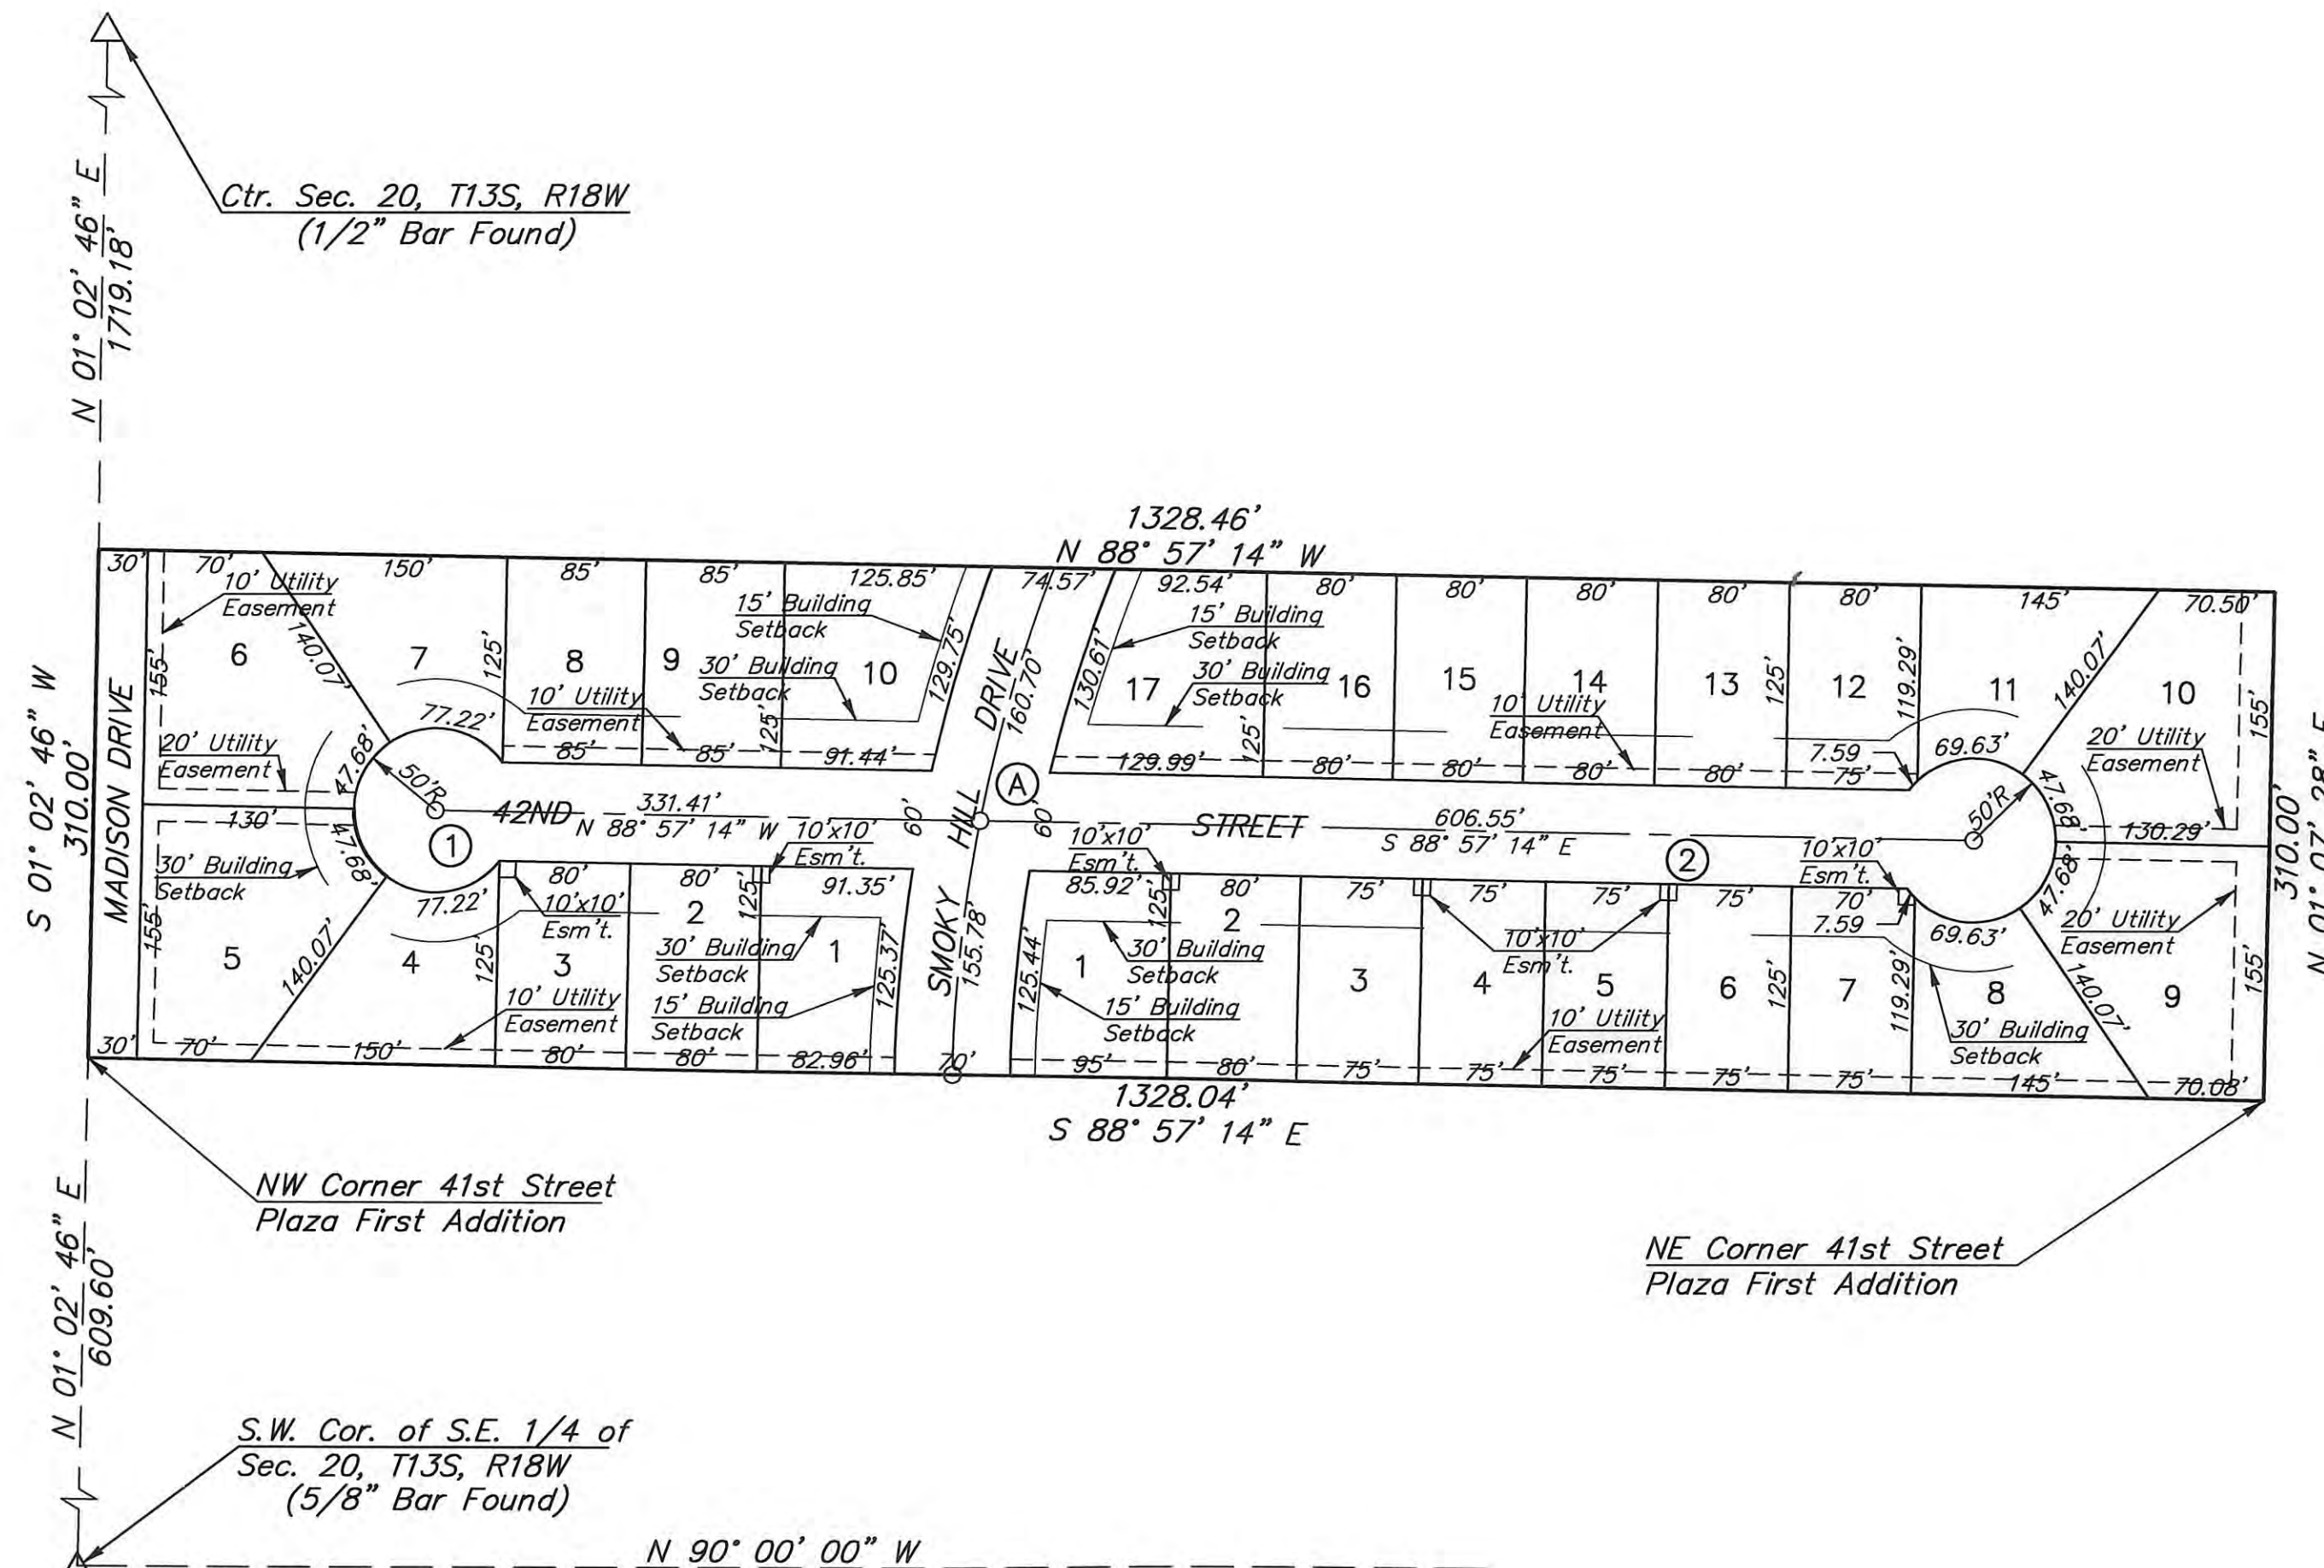 N 01° 02' 46" E
1719.18'
Ctr. Sec. 20, T13S, R18W
(1/2" Bar Found)
1328.46'
N 88° 57' 14" W
30'
70'
150'
85'
85'
125.85'
74.57'
92.54'
80'
80'
80'
80'
80'
145'
70.50'
10' Utility
Easement
15' Building
Setback
15' Building
Setback
6
140.07'
7
125'
8
9
30' Building
Setback
10
129.75'
DRIVE
160.70'
130.61'
17
30' Building
Setback
16
15
14
13
125'
12
119.29'
11
140.07'
10
155'
155'
10' Utility
Easement
125'
125'
10' Utility
Easement
77.22'
20' Utility
Easement
47.68'
50'R
85'
85'
91.44'
129.99'
80'
80'
80'
80'
75'
7.59
69.63'
47.68'
20' Utility
Easement
S 01° 02' 46" W
310.00'
MADISON DRIVE
130'
1
42ND
331.41'
N 88° 57' 14" W
60'
HILL
A
60'
STREET
606.55'
S 88° 57' 14" E
2
50'R
130.29'
310.00'
10'x10'
Esm't.
10'x10'
Esm't.
10'x10'
Esm't.
30' Building
Setback
47.68'
77.22'
80'
80'
91.35'
85.92'
80'
75'
75'
75'
75'
70'
7.59
69.63'
47.68'
20' Utility
Easement
10'x10'
Esm't.
2
125'
125'
2
10'x10'
Esm't.
155'
5
140.07'
4
125'
3
30' Building
Setback
1
125.37'
SMOKY
155.78'
125.44'
1
30' Building
Setback
3
4
5
6
125'
7
119.29'
8
140.07'
9
155'
10' Utility
Easement
15' Building
Setback
15' Building
Setback
10' Utility
Easement
30' Building
Setback
30'
70'
150'
80'
80'
82.96'
70'
95'
80'
75'
75'
75'
75'
75'
145'
70.08'
1328.04'
S 88° 57' 14" E
NW Corner 41st Street
Plaza First Addition
NE Corner 41st Street
Plaza First Addition
N 01° 02' 46" E
609.60'
S.W. Cor. of S.E. 1/4 of
Sec. 20, T13S, R18W
(5/8" Bar Found)
N 90° 00' 00" W